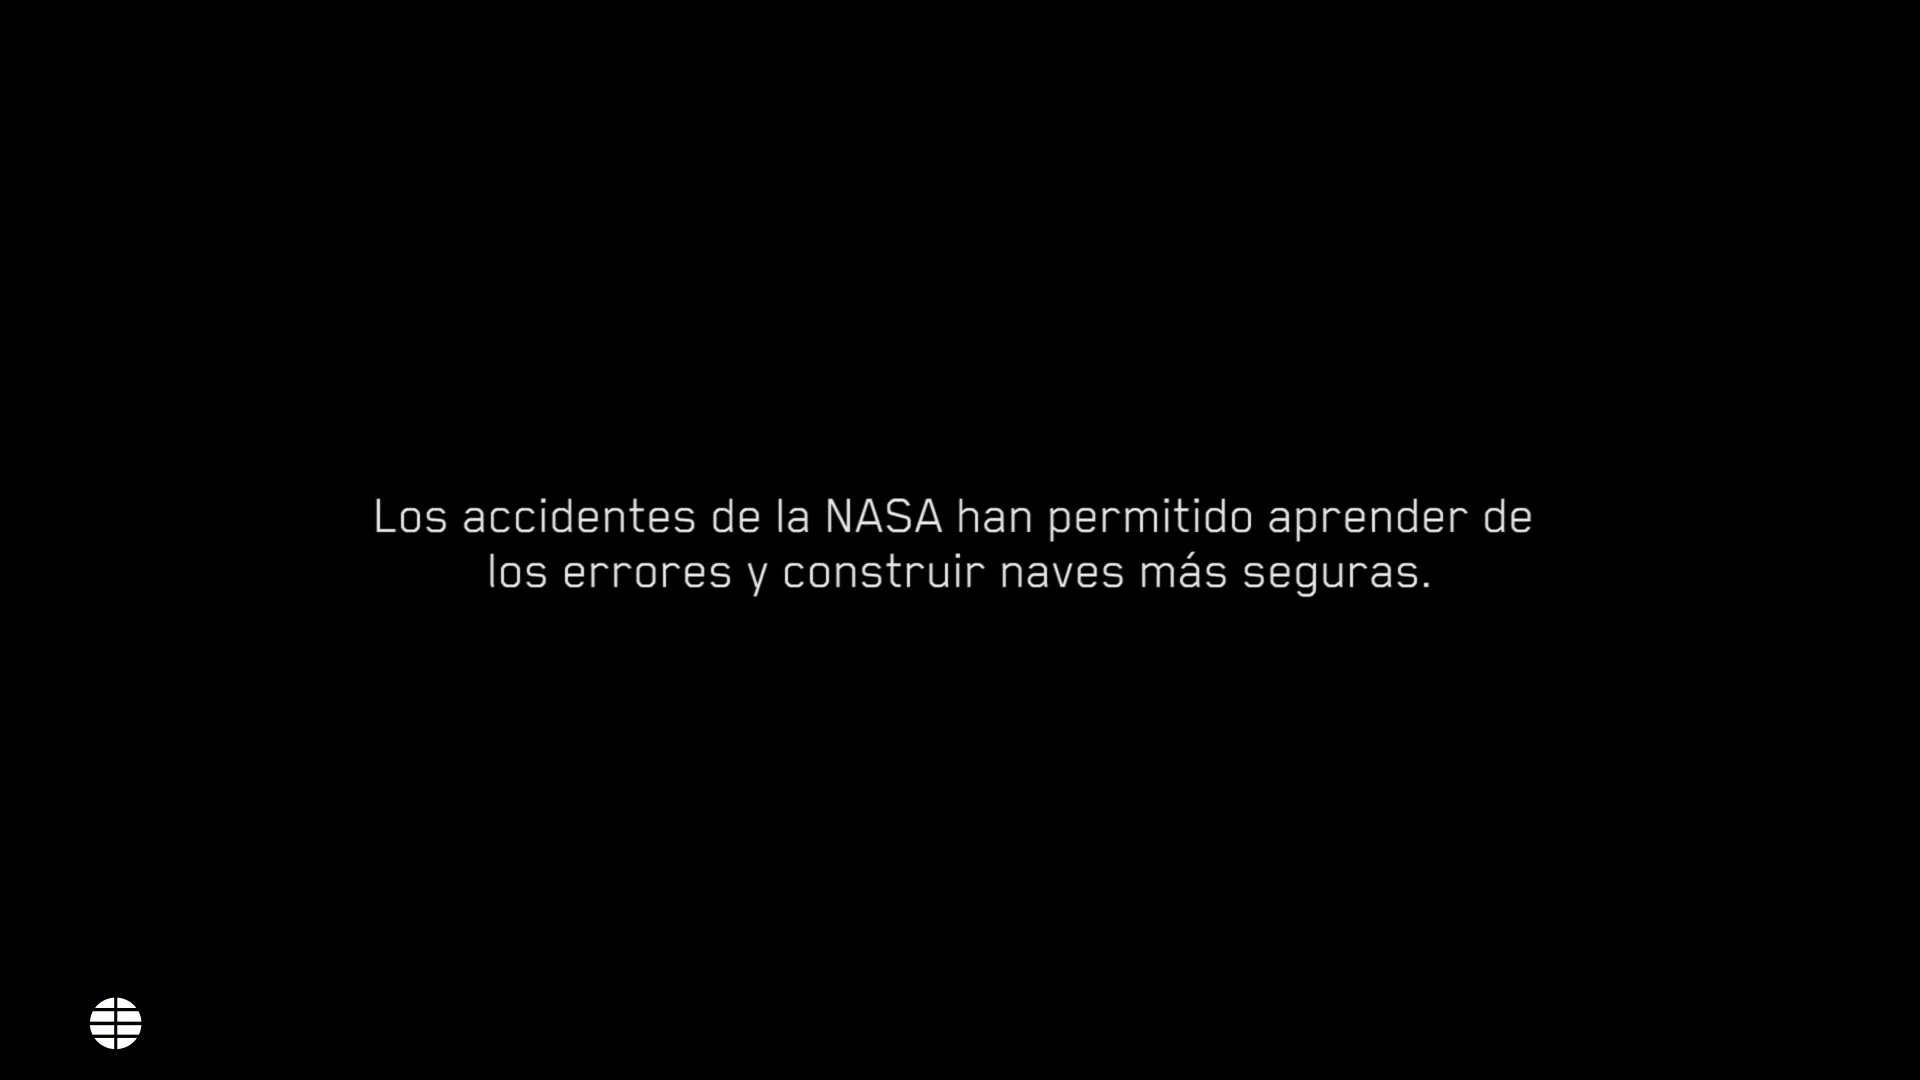 Los accidentes de la NASA han permitido aprender de
los errores y construir naves más seguras.